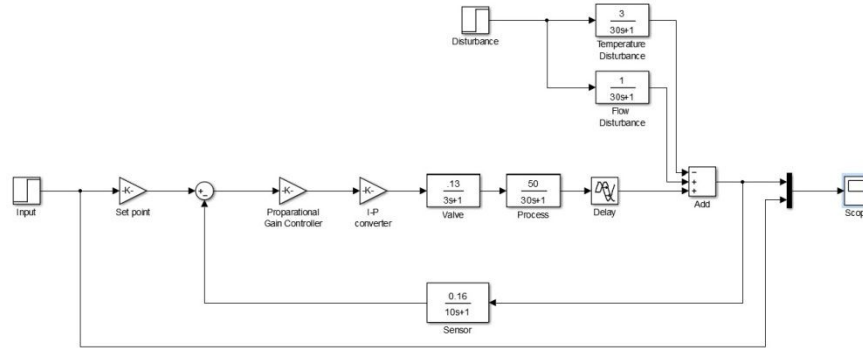 Disturbance
3
30s+1
Temperature
Disturbance
1
30s+1
Flow
Disturbance
Input
-K-
Set point
+
−
-K-
Proparational
Gain Controller
-K-
I-P
converter
.13
3s+1
Valve
50
30s+1
Process
Delay
−
+
+
Add
Scop
0.16
10s+1
Sensor